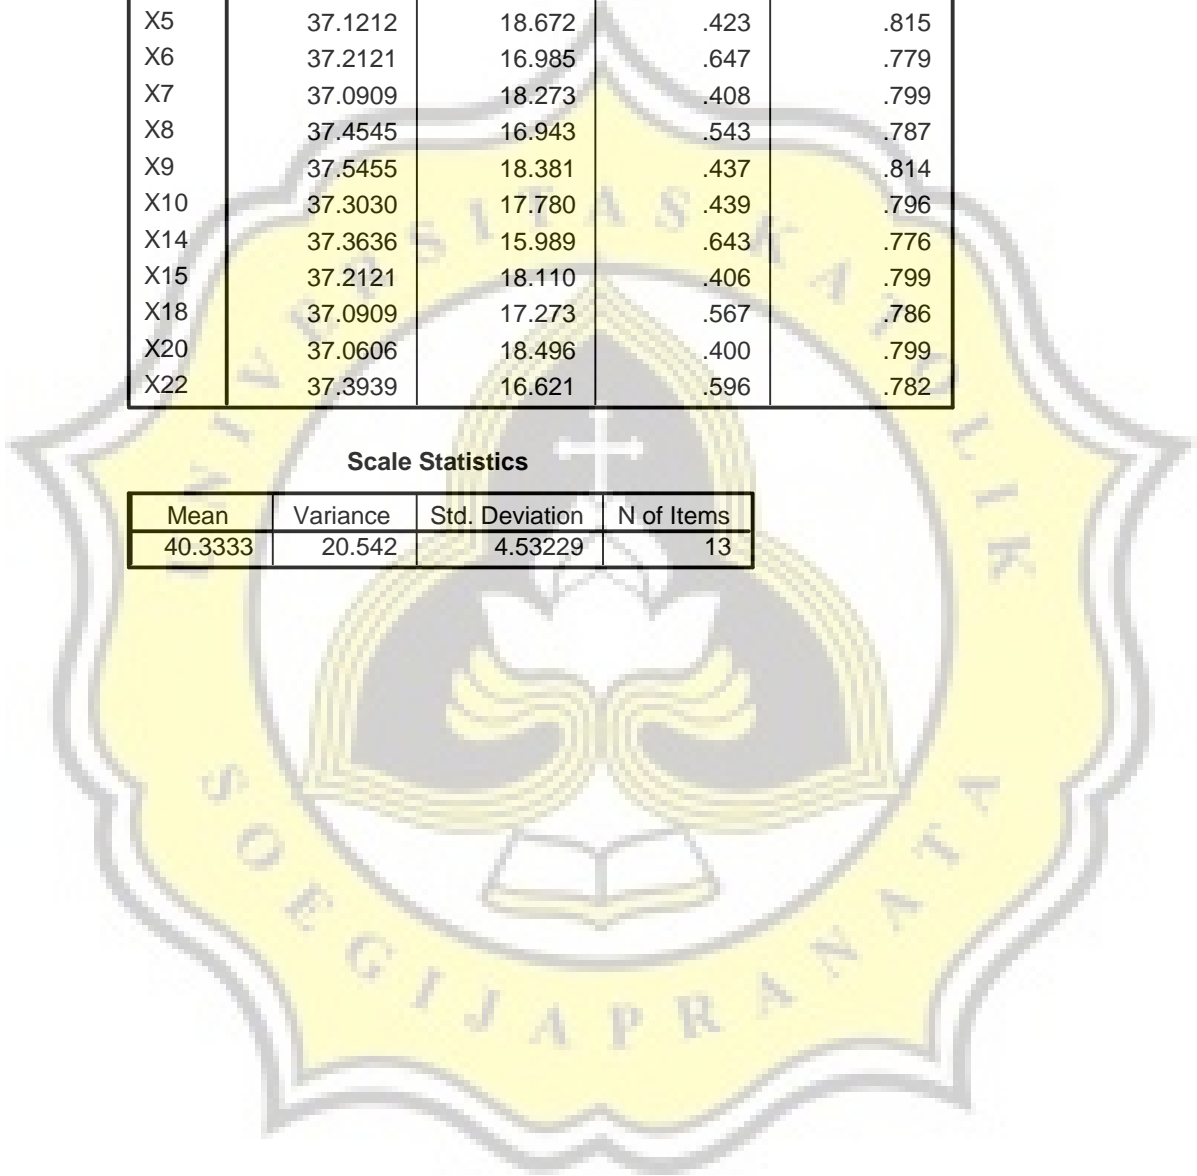 X5 37.1212 18.672 .423 .815
X6 37.2121 16.985 .647 .779
X7 37.0909 18.273 .408 .799
X8 37.4545 16.943 .543 .787
X9 37.5455 18.381 .437 .814
X10 37.3030 17.780 .439 .796
X14 37.3636 15.989 .643 .776
X15 37.2121 18.110 .406 .799
X18 37.0909 17.273 .567 .786
X20 37.0606 18.496 .400 .799
X22 37.3939 16.621 .596 .782
Scale Statistics
Mean Variance Std. Deviation N of Items
40.3333 20.542 4.53229 13
UNIVERSITAS KATOLIK
SOEGIJAPRANATA